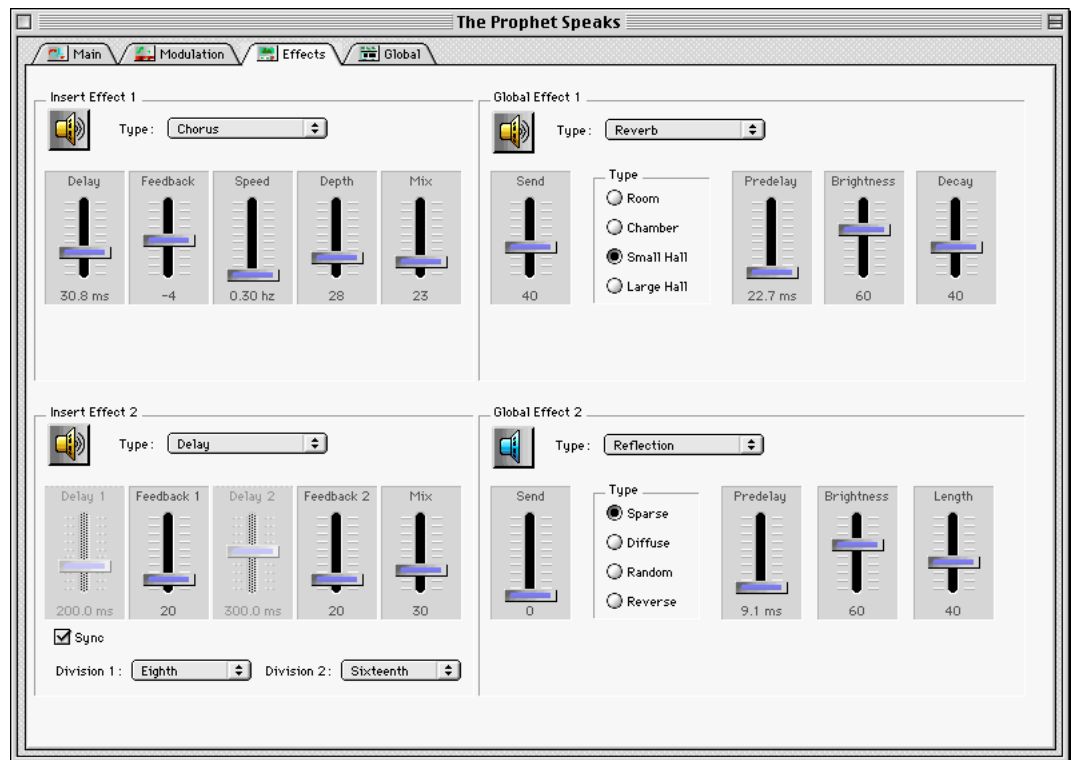 The Prophet Speaks
Main Modulation Effects Global
Insert Effect 1
Type: Chorus
Delay Feedback Speed Depth Mix
30.8 ms -4 0.30 hz 28 23
Global Effect 1
Type: Reverb
Send
40
Type
Room
Chamber
Small Hall
Large Hall
Predelay Brightness Decay
22.7 ms 60 40
Insert Effect 2
Type: Delay
Delay 1 Feedback 1 Delay 2 Feedback 2 Mix
200.0 ms 20 300.0 ms 20 30
Sync
Division 1: Eighth Division 2: Sixteenth
Global Effect 2
Type: Reflection
Send
0
Type
Sparse
Diffuse
Random
Reverse
Predelay Brightness Length
9.1 ms 60 40